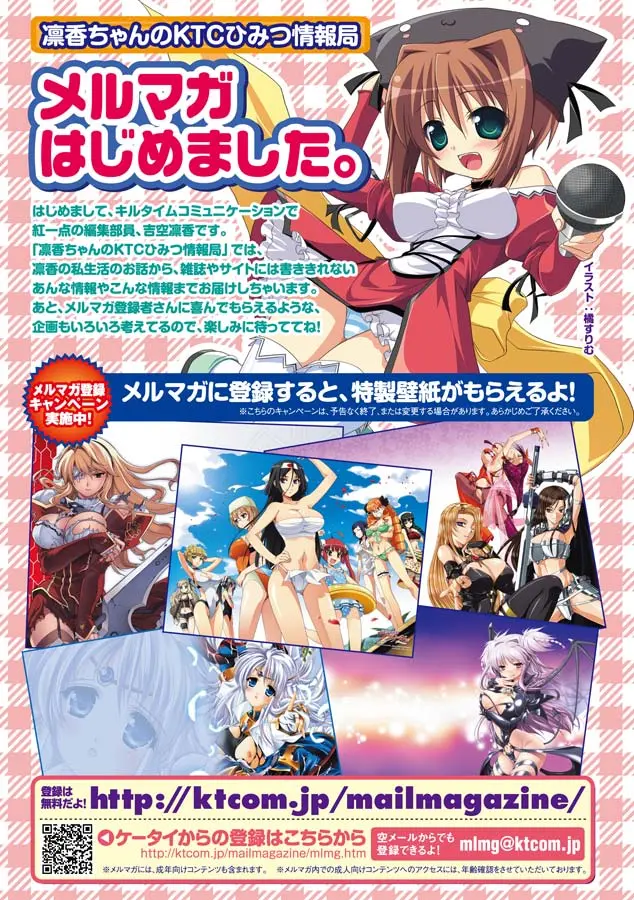 凛香ちゃんのKTCひみつ情報局
メルマガ
はじめました。
はじめまして、キルタイムコミュニケーションで
紅一点の編集部員、吉空凛香です。
「凛香ちゃんのKTCひみつ情報局」では、
凛香の私生活のお話から、雑誌やサイトには書ききれない
あんな情報やこんな情報までお届けしちゃいます。
あと、メルマガ登録者さんに喜んでもらえるような、
企画もいろいろ考えてるので、楽しみに待っててね!
イラスト:橘すりむ
メルマガ登録
キャンペーン
実施中!
メルマガに登録すると、特製壁紙がもらえるよ!
※こちらのキャンペーンは、予告なく終了、または変更する場合があります。あらかじめご了承ください。
登録は
無料だよ!
http://ktcom.jp/mailmagazine/
ケータイからの登録はこちらから
http://ktcom.jp/mailmagazine/mlmg.htm
空メールからでも
登録できるよ!
mlmg@ktcom.jp
※メルマガには、成年向けコンテンツも含まれます。 ※メルマガ内での成人向けコンテンツへのアクセスには、年齢確認をさせていただいております。